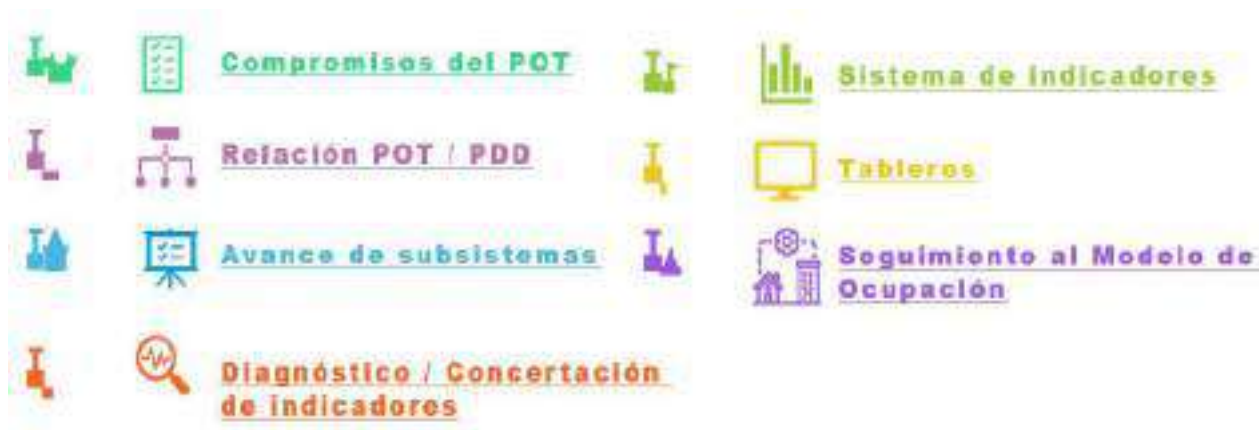 Compromisos del POT
Relación POT / PDD
Avance de subsistemas
Diagnóstico / Concertación
de indicadores
Sistema de Indicadores
Tableros
Seguimiento al Modelo de
Ocupación